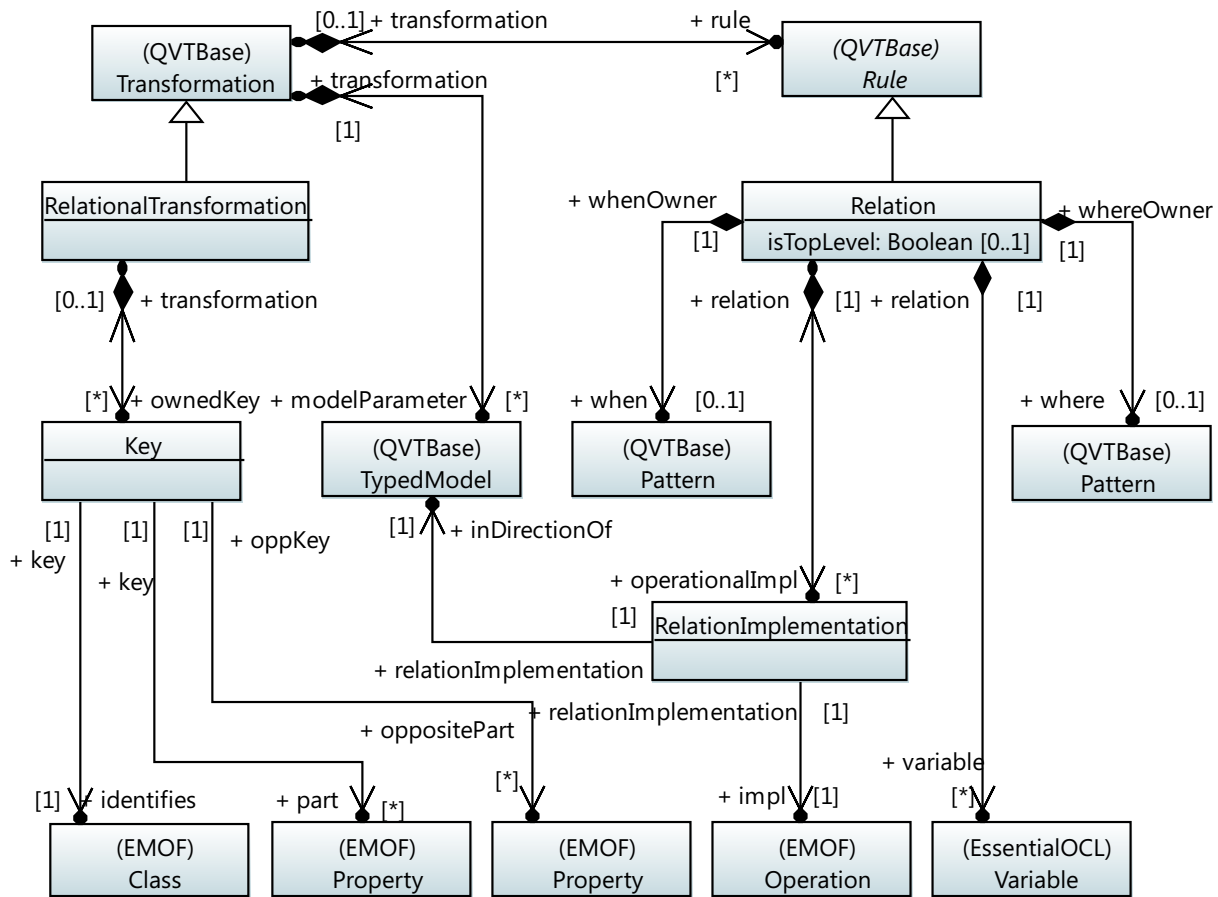 [0..1] + transformation
+ rule
(QVTBase)
Transformation
(QVTBase)
Rule
+ transformation
[*]
[1]
RelationalTransformation
+ whenOwner
Relation
+ whereOwner
[1]
isTopLevel: Boolean [0..1]
[1]
[0..1]
+ transformation
+ relation
[1]
+ relation
[1]
[*]
+ ownedKey
+ modelParameter
[*]
+ when
[0..1]
+ where
[0..1]
Key
(QVTBase)
TypedModel
(QVTBase)
Pattern
(QVTBase)
Pattern
[1]
[1]
[1]
[1]
+ inDirectionOf
+ key
+ key
+ oppKey
+ operationalImpl
[*]
[1]
RelationImplementation
+ relationImplementation
+ relationImplementation
[1]
+ oppositePart
+ variable
[1]
+ identifies
+ part
[*]
[*]
+ impl
[1]
[*]
(EMOF)
Class
(EMOF)
Property
(EMOF)
Property
(EMOF)
Operation
(EssentialOCL)
Variable